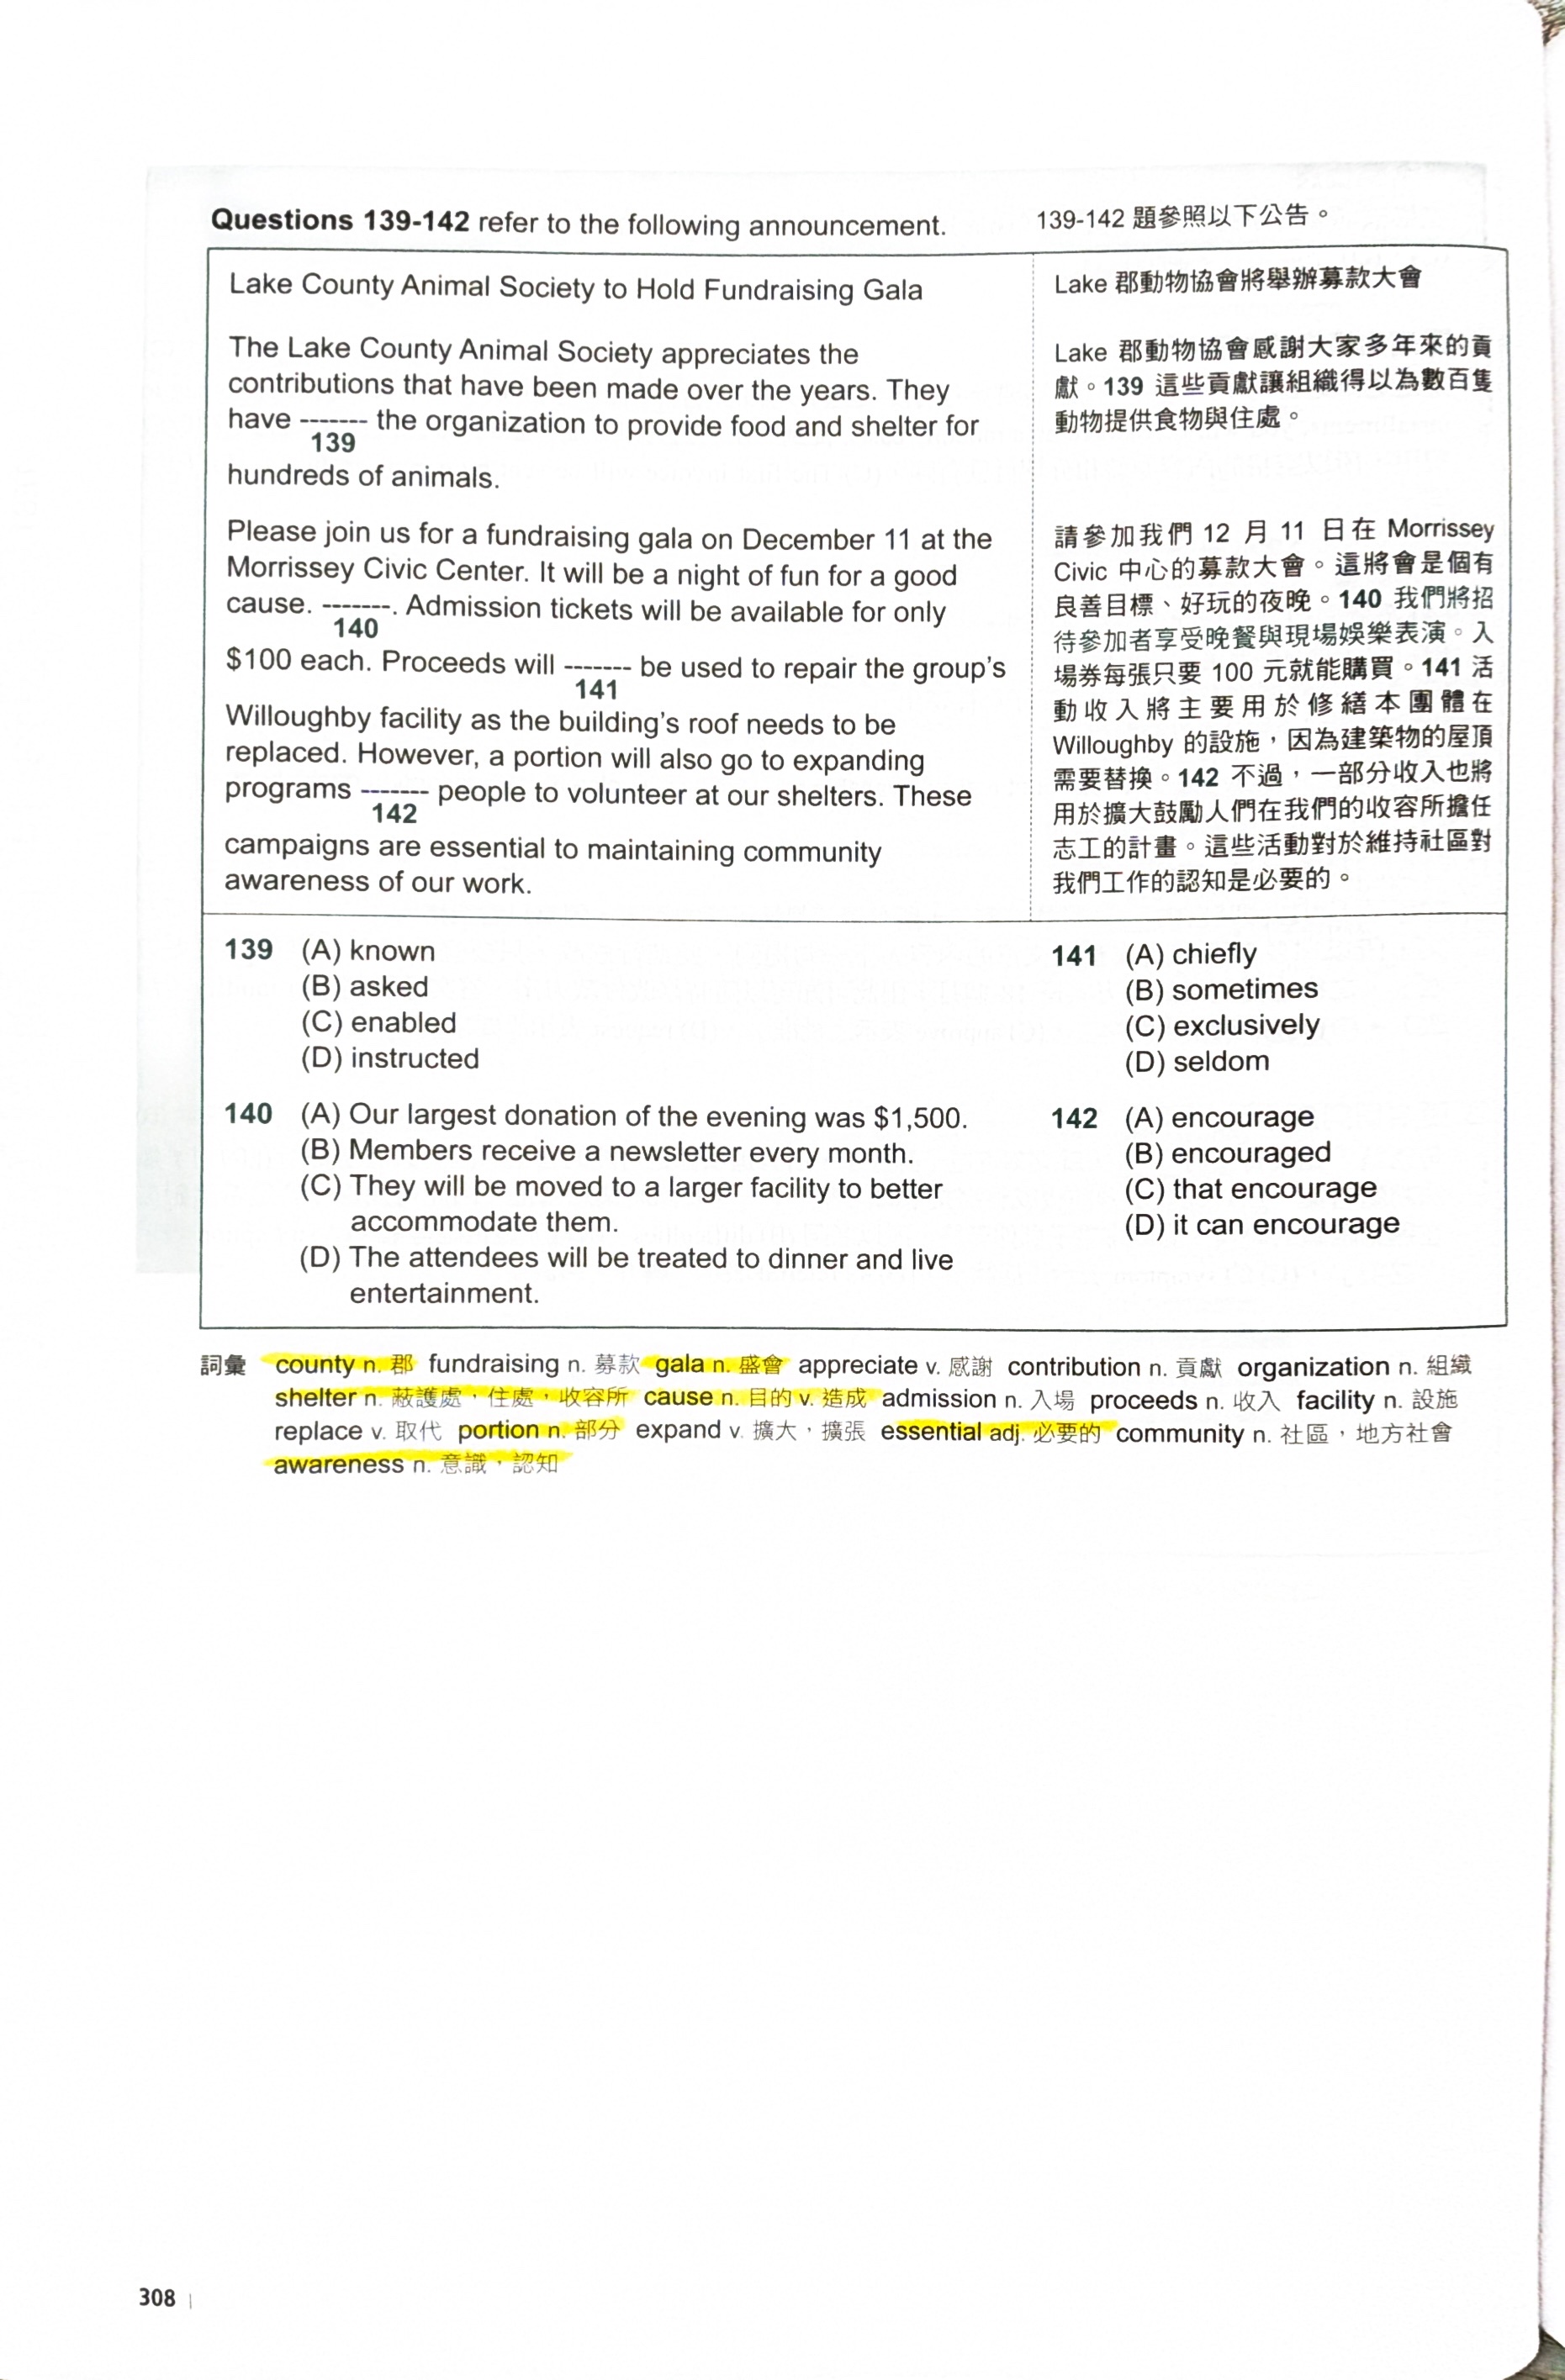 Questions 139-142 refer to the following announcement.
139-142 題參照以下公告。
Lake County Animal Society to Hold Fundraising Gala
The Lake County Animal Society appreciates the
contributions that have been made over the years. They
have ------- the organization to provide food and shelter for
139
hundreds of animals.
Please join us for a fundraising gala on December 11 at the
Morrissey Civic Center. It will be a night of fun for a good
cause. -------. Admission tickets will be available for only
140
$100 each. Proceeds will ------- be used to repair the group's
141
Willoughby facility as the building's roof needs to be
replaced. However, a portion will also go to expanding
programs ------- people to volunteer at our shelters. These
142
campaigns are essential to maintaining community
awareness of our work.
Lake 郡動物協會將舉辦募款大會
Lake 郡動物協會感謝大家多年來的貢
獻。139 這些貢獻讓組織得以為數百隻
動物提供食物與住處。
請參加我們 12 月 11 日在 Morrissey
Civic 中心的募款大會。這將會是個有
良善目標、好玩的夜晚。140 我們將招
待參加者享受晚餐與現場娛樂表演。入
場券每張只要 100 元就能購買。141 活
動收入將主要用於修繕本團體在
Willoughby 的設施,因為建築物的屋頂
需要替換。142 不過,一部分收入也將
用於擴大鼓勵人們在我們的收容所擔任
志工的計畫。這些活動對於維持社區對
我們工作的認知是必要的。
139 (A) known
(B) asked
(C) enabled
(D) instructed
140 (A) Our largest donation of the evening was $1,500.
(B) Members receive a newsletter every month.
(C) They will be moved to a larger facility to better
accommodate them.
(D) The attendees will be treated to dinner and live
entertainment.
141 (A) chiefly
(B) sometimes
(C) exclusively
(D) seldom
142 (A) encourage
(B) encouraged
(C) that encourage
(D) it can encourage
詞彙 county n. 郡 fundraising n. 募款 gala n. 盛會 appreciate v. 感謝 contribution n. 貢獻 organization n. 組織
shelter n. 蔽護處,住處,收容所 cause n. 目的 v. 造成 admission n. 入場 proceeds n. 收入 facility n. 設施
replace v. 取代 portion n. 部分 expand v. 擴大,擴張 essential adj. 必要的 community n. 社區,地方社會
awareness n. 意識,認知
308